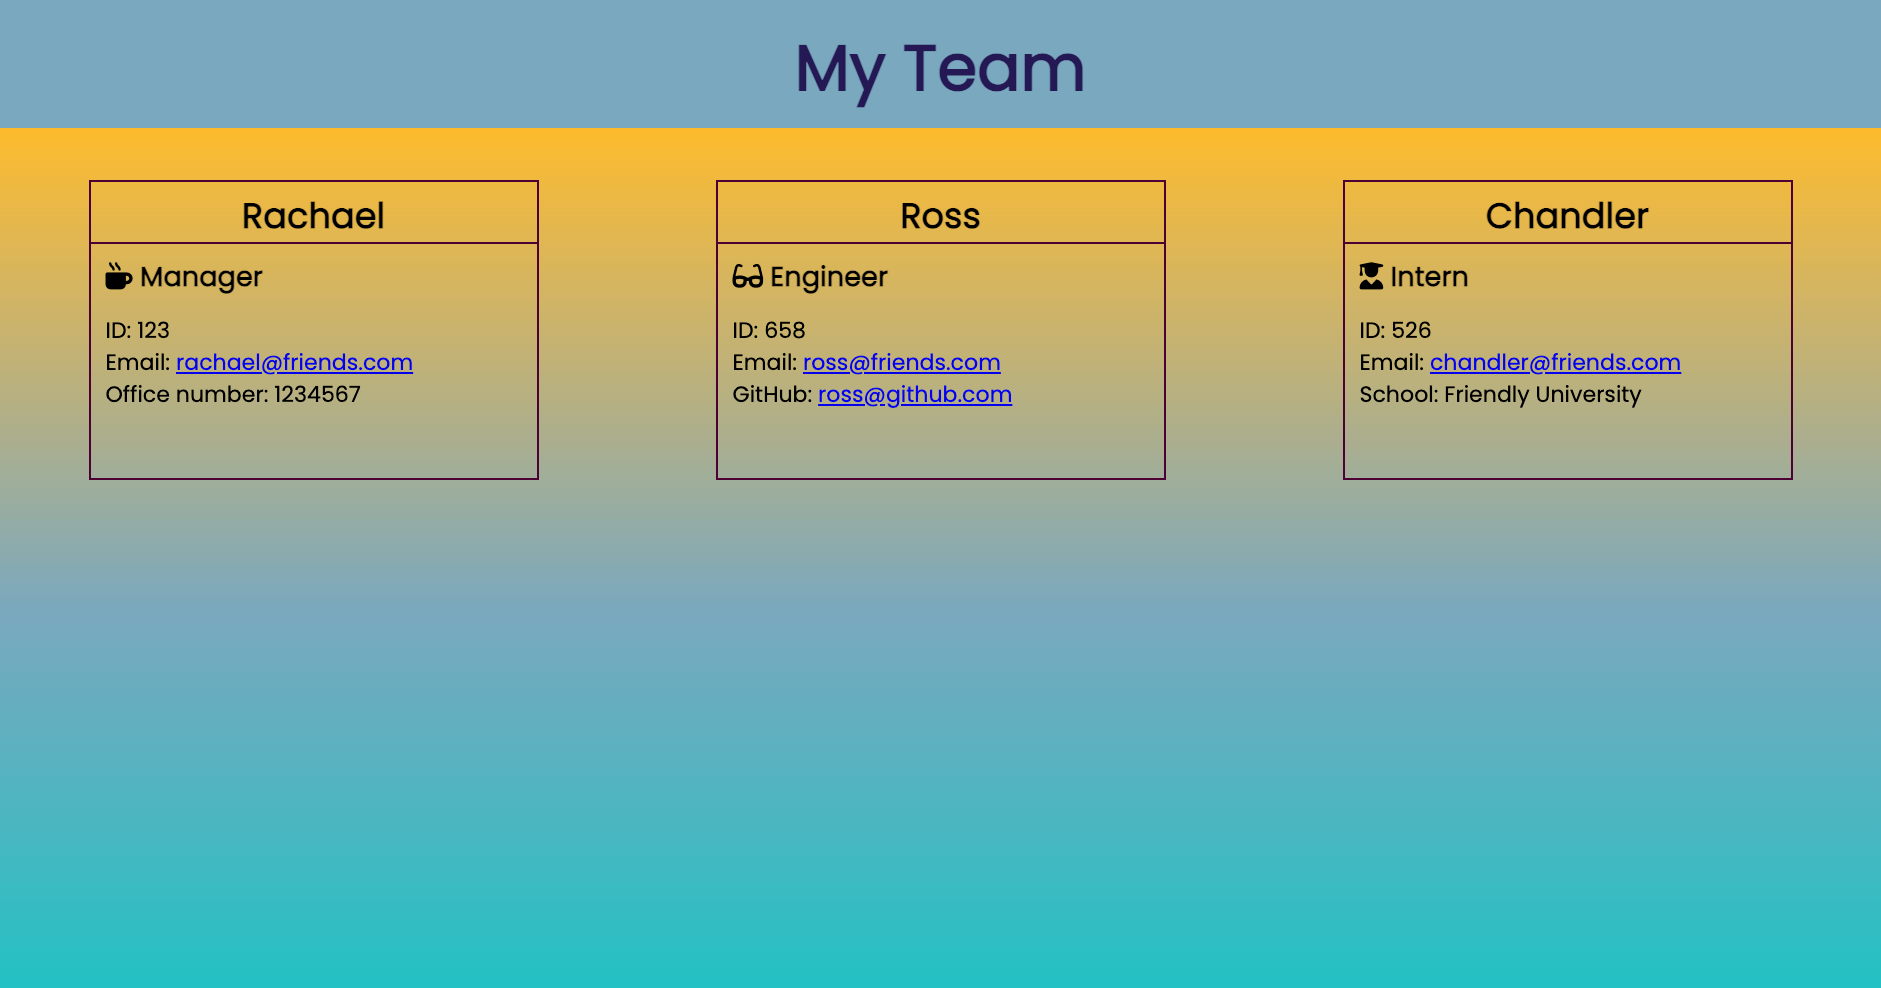 My Team
Rachael
Manager
ID: 123
Email: rachael@friends.com
Office number: 1234567
Ross
Engineer
ID: 658
Email: ross@friends.com
GitHub: ross@github.com
Chandler
Intern
ID: 526
Email: chandler@friends.com
School: Friendly University